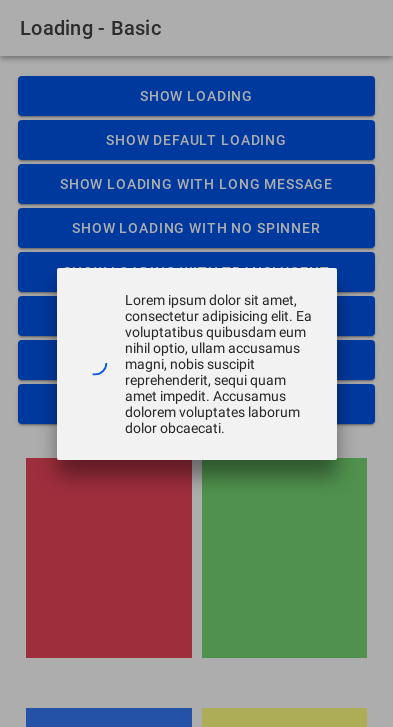 Loading - Basic
SHOW LOADING
SHOW DEFAULT LOADING
SHOW LOADING WITH LONG MESSAGE
SHOW LOADING WITH NO SPINNER
Lorem ipsum dolor sit amet,
consectetur adipisicing elit. Ea
voluptatibus quibusdam eum
nihil optio, ullam accusamus
magni, nobis suscipit
reprehenderit, sequi quam
amet impedit. Accusamus
dolorem voluptates laborum
dolor obcaecati.